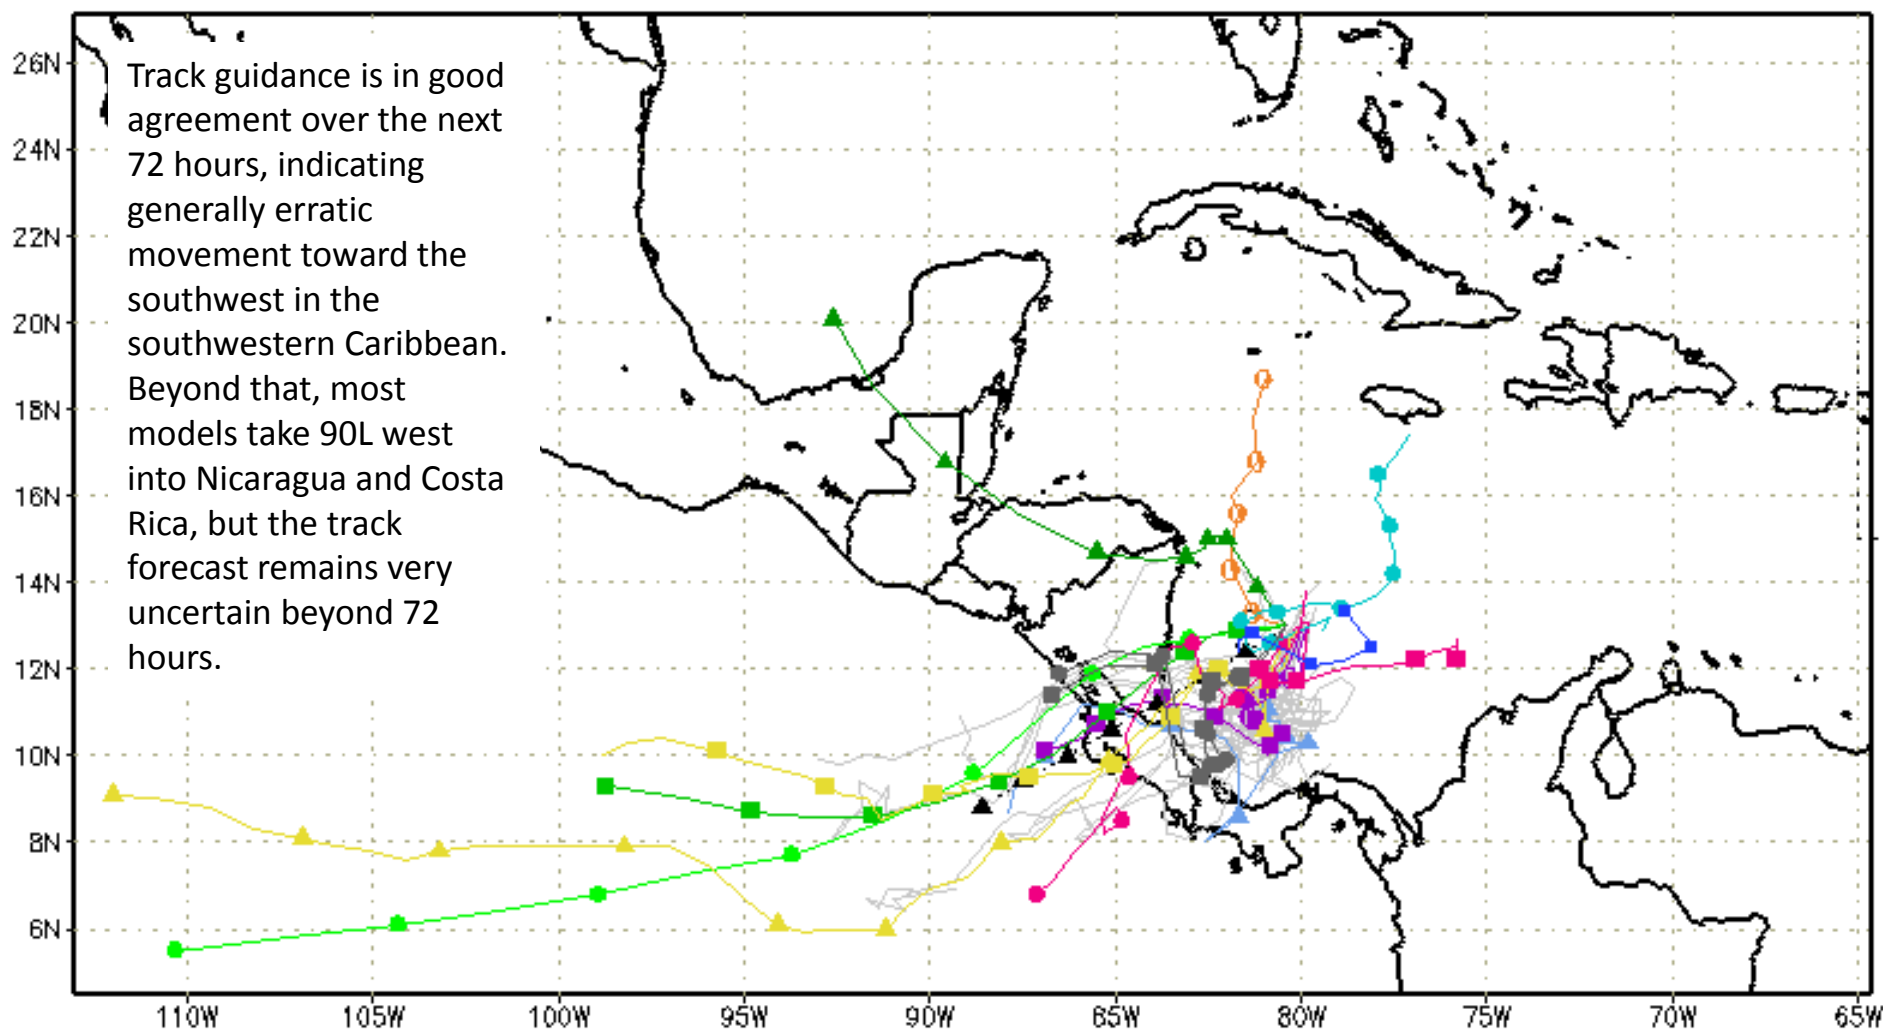 26N
24N
22N
20N
18N
16N
14N
12N
10N
8N
6N
Track guidance is in good
agreement over the next
72 hours, indicating
generally erratic
movement toward the
southwest in the
southwestern Caribbean.
Beyond that, most
models take 90L west
into Nicaragua and Costa
Rica, but the track
forecast remains very
uncertain beyond 72
hours.
110W 105W 100W 95W 90W 85W 80W 75W 70W 65W